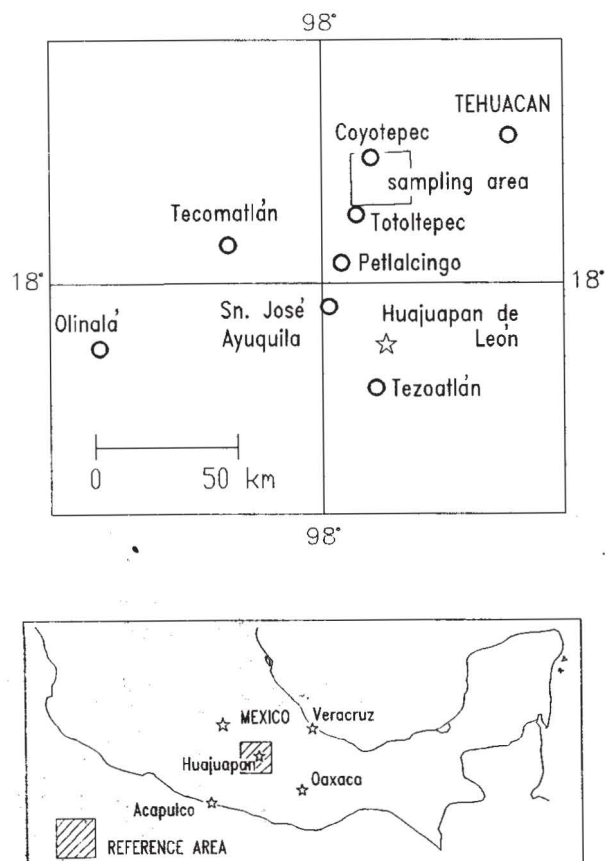 98°
TEHUACAN
Coyotepec
sampling area
Tecomatlán
Totoltepec
Petlalcingo
18°
18°
Sn. José
Ayuquila
Huajuapan de
León
Olinalá
Tezoatlán
0 50 km
98°
MEXICO
Veracruz
Huajuapan
Oaxaca
Acapulco
REFERENCE AREA